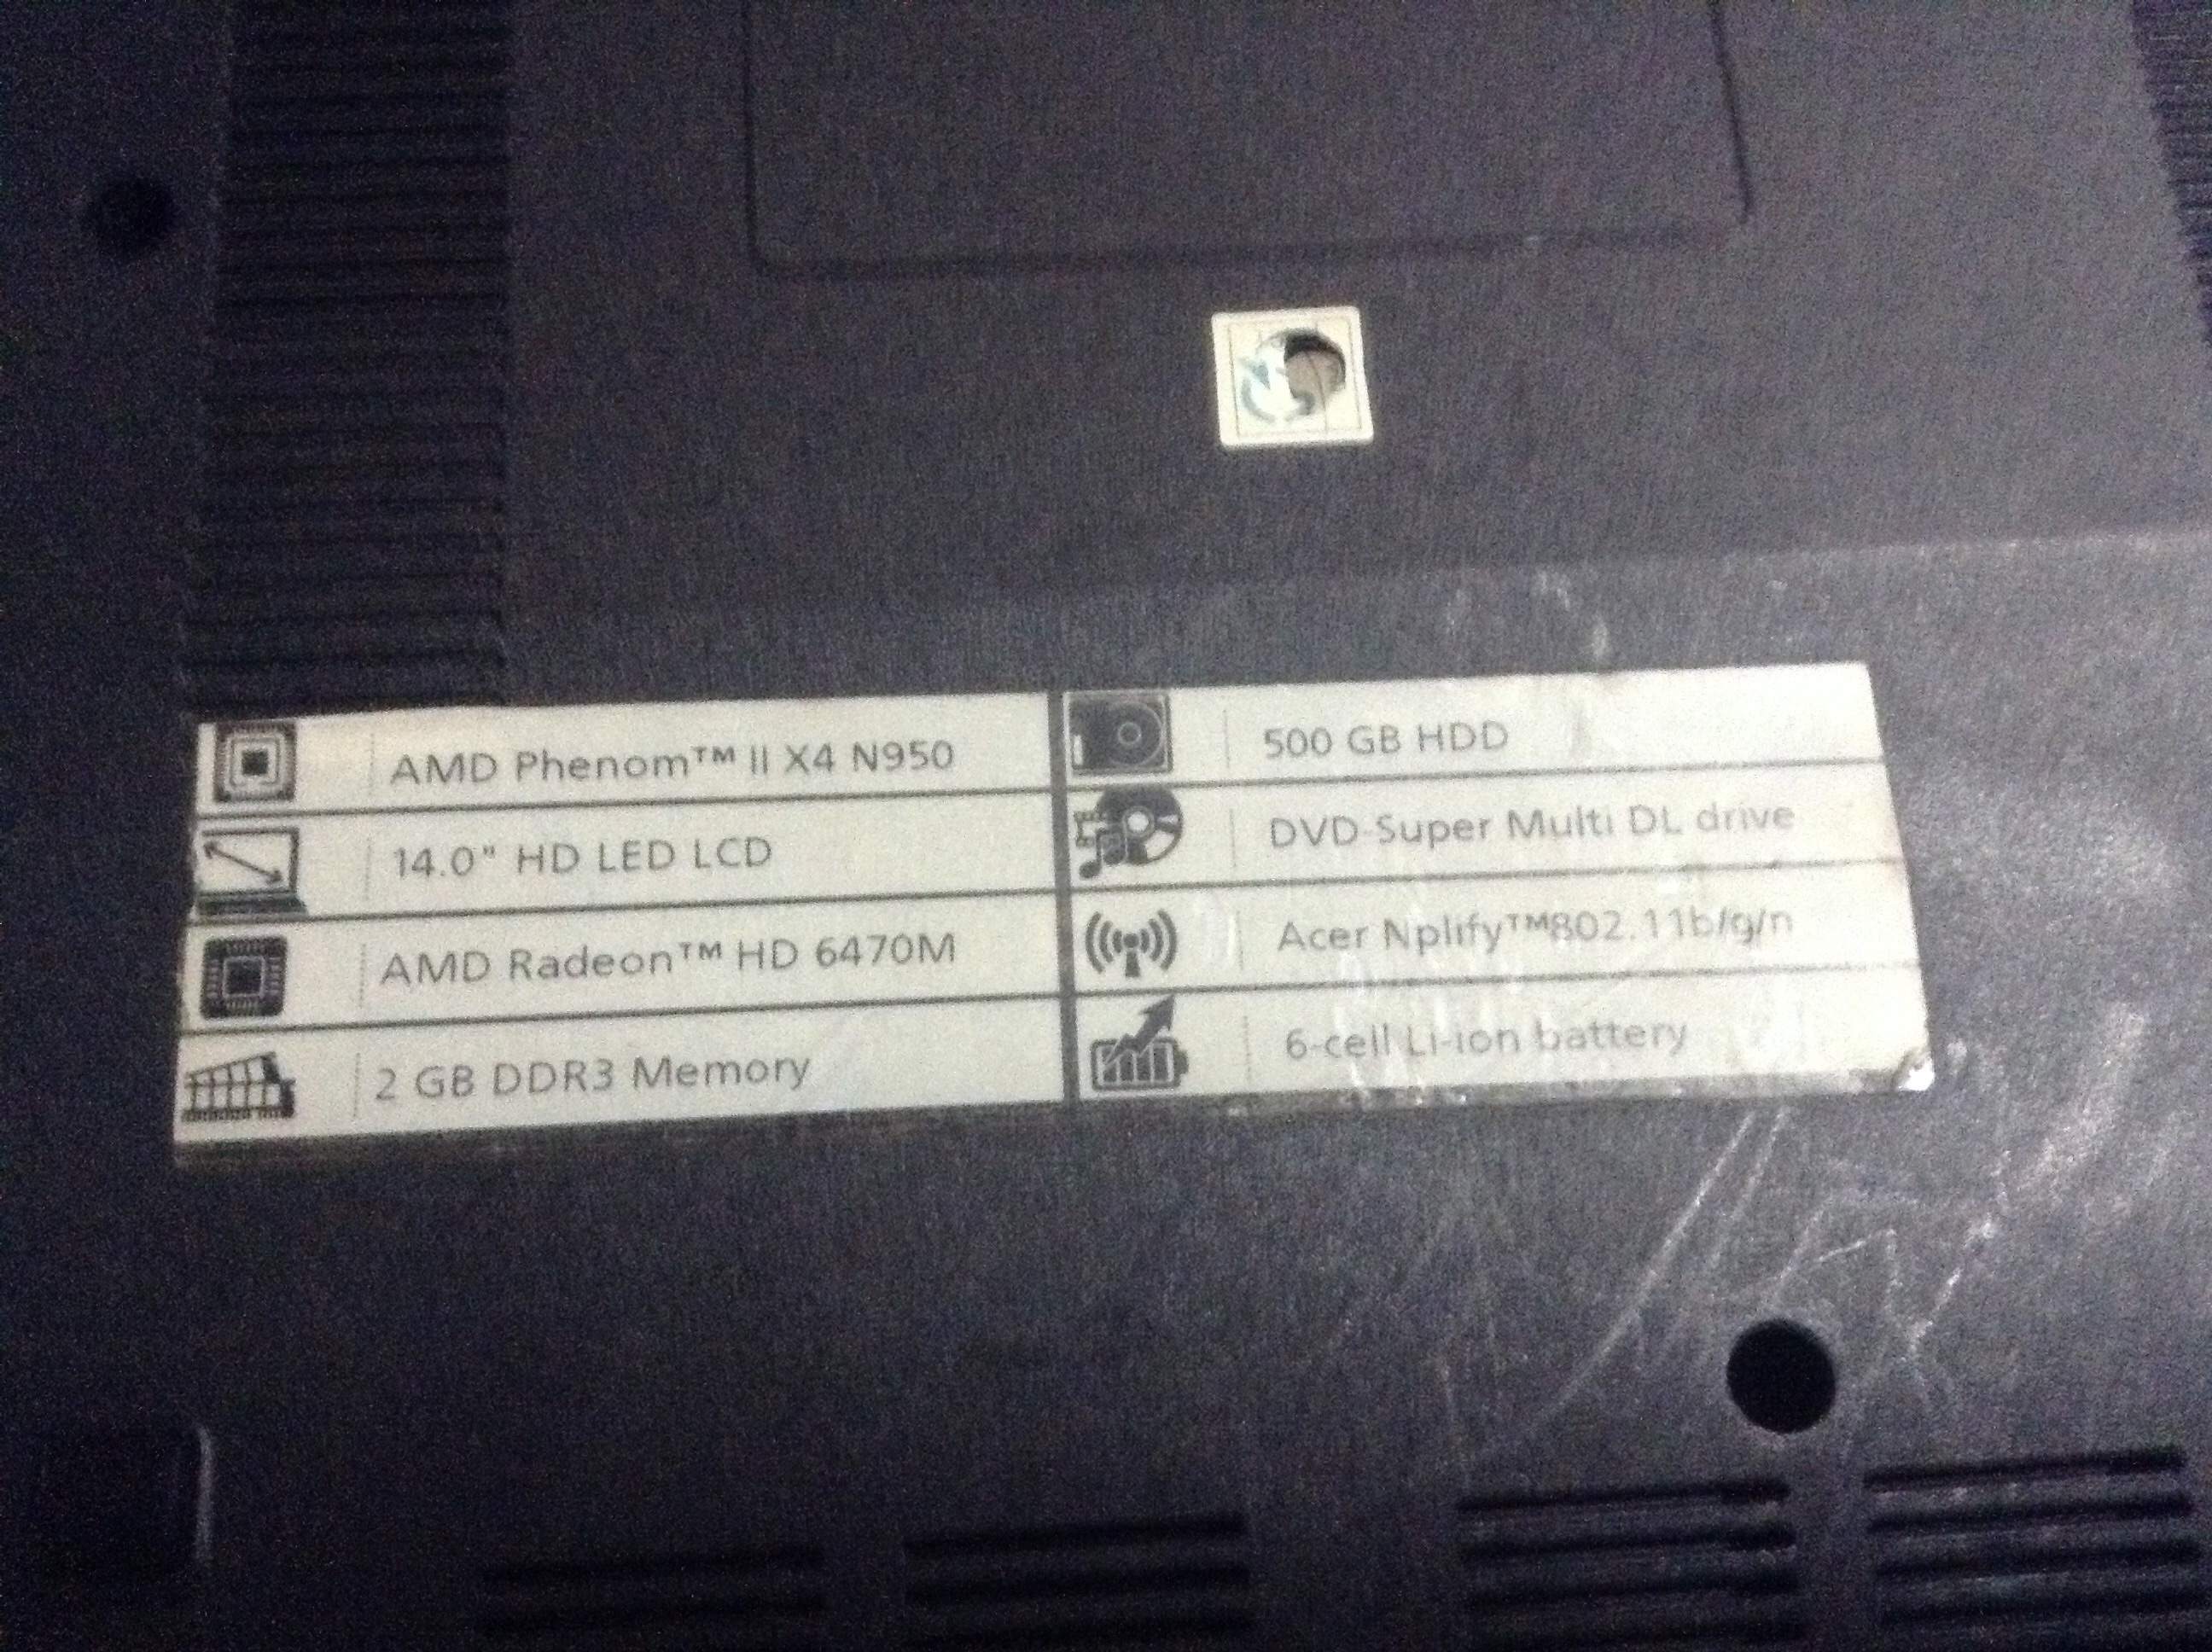 AMD Phenom™ II X4 N950
14.0" HD LED LCD
AMD Radeon™ HD 6470M
2 GB DDR3 Memory
500 GB HDD
DVD-Super Multi DL drive
Acer Nplify™802.11b/g/n
6-cell Li-ion battery